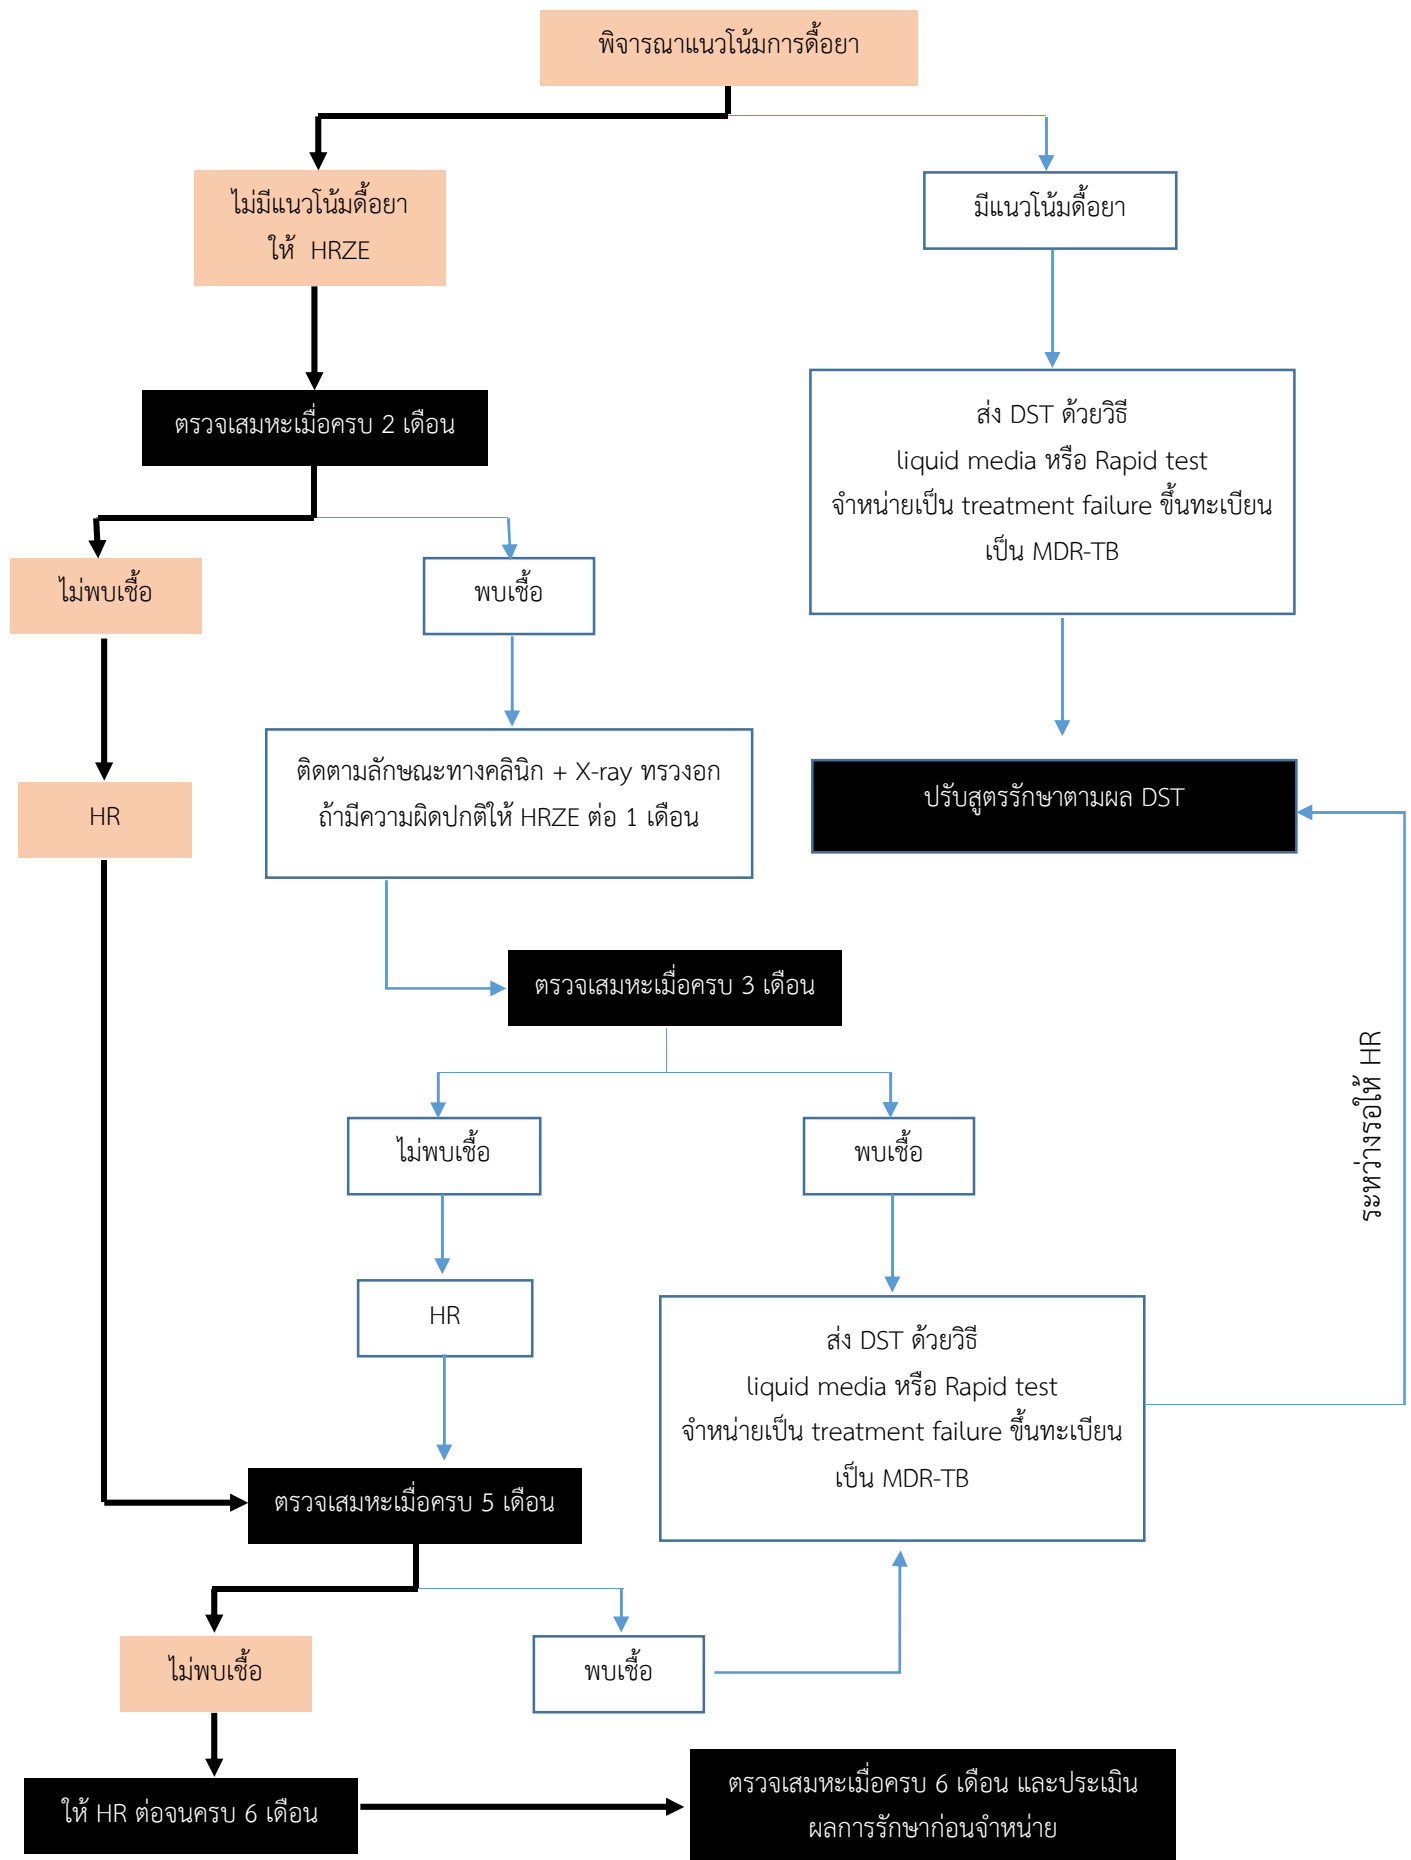 พิจารณาแนวโน้มการดื้อยา
ไม่มีแนวโน้มดื้อยา
ให้ HRZE
มีแนวโน้มดื้อยา
ตรวจเสมหะเมื่อครบ 2 เดือน
ส่ง DST ด้วยวิธี
liquid media หรือ Rapid test
จำหน่ายเป็น treatment failure ขึ้นทะเบียน
เป็น MDR-TB
ไม่พบเชื้อ
พบเชื้อ
HR
ติดตามลักษณะทางคลินิก + X-ray ทรวงอก
ถ้ามีความผิดปกติให้ HRZE ต่อ 1 เดือน
ปรับสูตรรักษาตามผล DST
ตรวจเสมหะเมื่อครบ 3 เดือน
ระหว่างรอให้ HR
ไม่พบเชื้อ
พบเชื้อ
HR
ส่ง DST ด้วยวิธี
liquid media หรือ Rapid test
จำหน่ายเป็น treatment failure ขึ้นทะเบียน
เป็น MDR-TB
ตรวจเสมหะเมื่อครบ 5 เดือน
ไม่พบเชื้อ
พบเชื้อ
ให้ HR ต่อจนครบ 6 เดือน
ตรวจเสมหะเมื่อครบ 6 เดือน และประเมิน
ผลการรักษาก่อนจำหน่าย